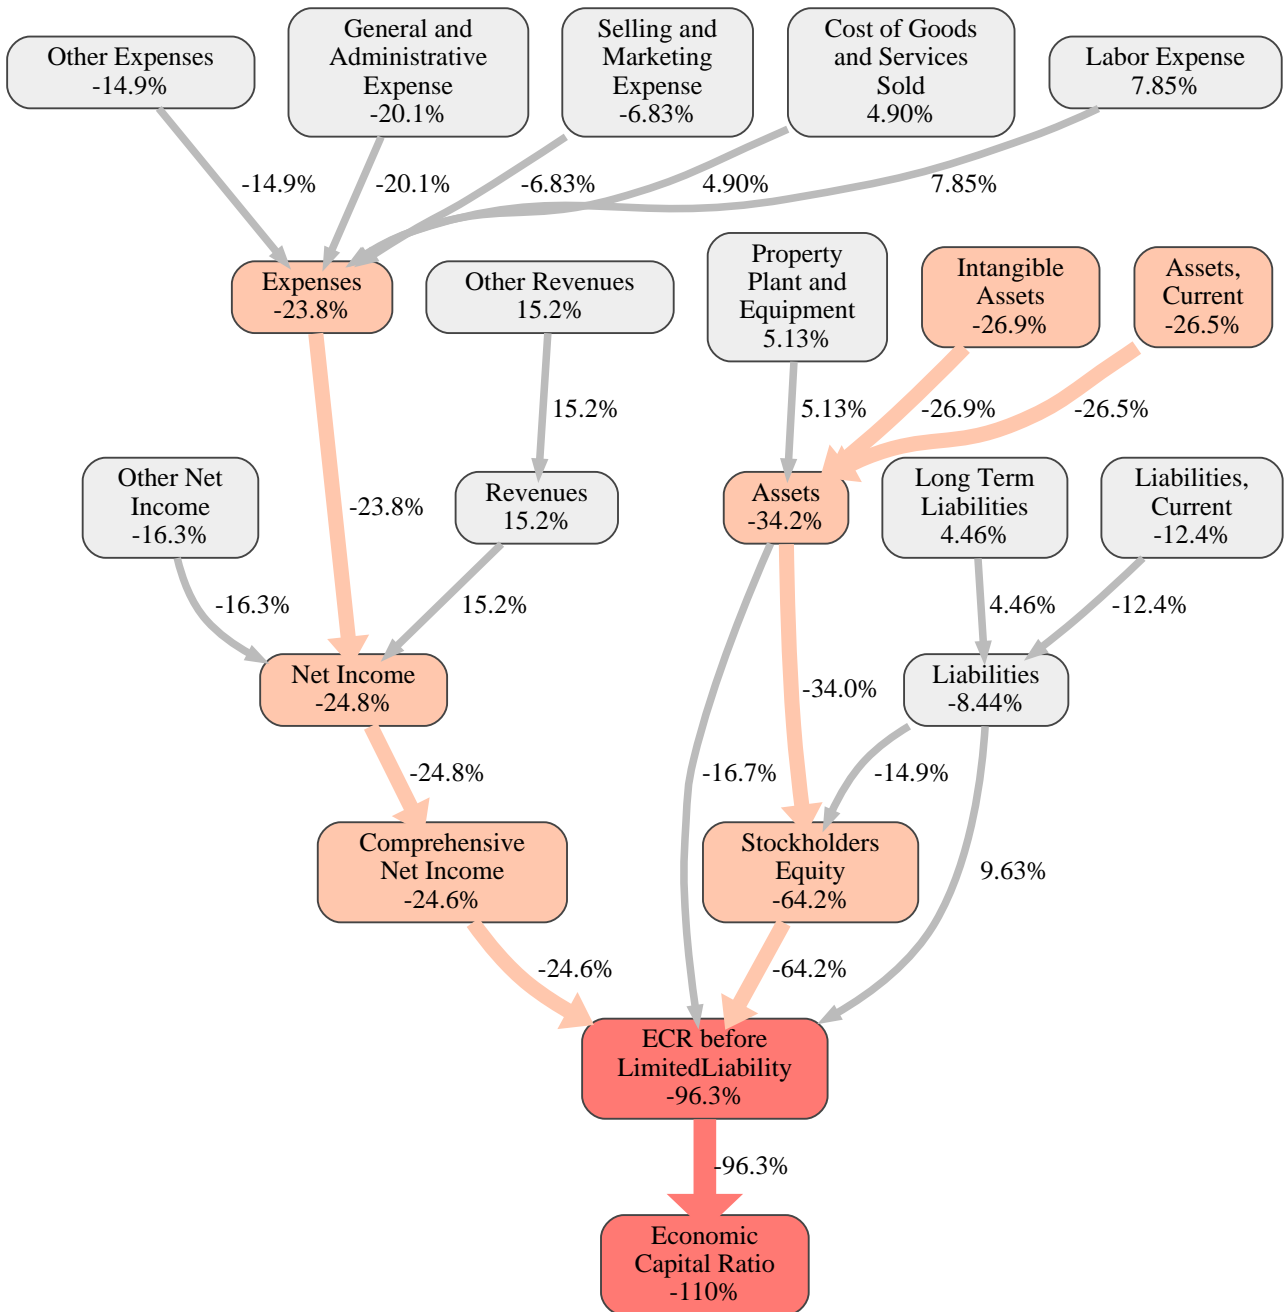 Other Expenses
-14.9%
General and
Administrative
Expense
-20.1%
Selling and
Marketing
Expense
-6.83%
Cost of Goods
and Services
Sold
4.90%
Labor Expense
7.85%
-14.9%
-20.1%
-6.83%
4.90%
7.85%
Expenses
-23.8%
Other Revenues
15.2%
Property
Plant and
Equipment
5.13%
Intangible
Assets
-26.9%
Assets,
Current
-26.5%
15.2%
5.13%
-26.9%
-26.5%
Other Net
Income
-16.3%
-23.8%
Revenues
15.2%
Assets
-34.2%
Long Term
Liabilities
4.46%
Liabilities,
Current
-12.4%
-16.3%
15.2%
4.46%
-12.4%
Net Income
-24.8%
-34.0%
Liabilities
-8.44%
-24.8%
-16.7%
-14.9%
Comprehensive
Net Income
-24.6%
Stockholders
Equity
-64.2%
9.63%
-24.6%
-64.2%
ECR before
LimitedLiability
-96.3%
-96.3%
Economic
Capital Ratio
-110%